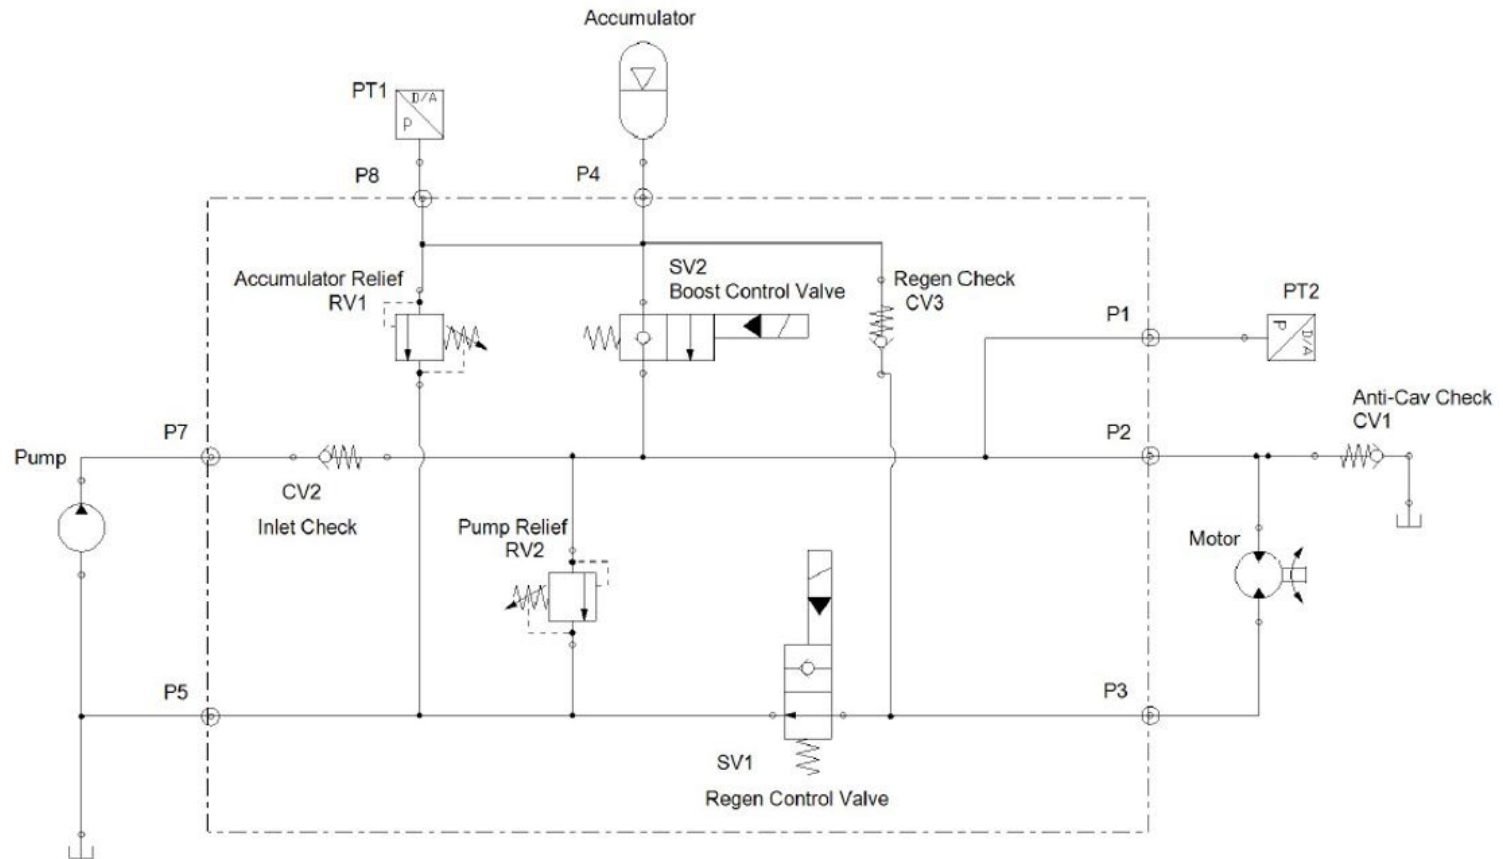 Accumulator
PT1
D/A
P
P8
P4
Accumulator Relief
RV1
SV2
Boost Control Valve
Regen Check
CV3
P1
PT2
P
D/A
Anti-Cav Check
CV1
P7
P2
Pump
CV2
Inlet Check
Pump Relief
RV2
Motor
P5
P3
SV1
Regen Control Valve